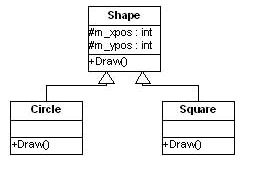 Shape
#m_xpos : int
#m_ypos : int
+Draw()
Circle
Square
+Draw()
+Draw()